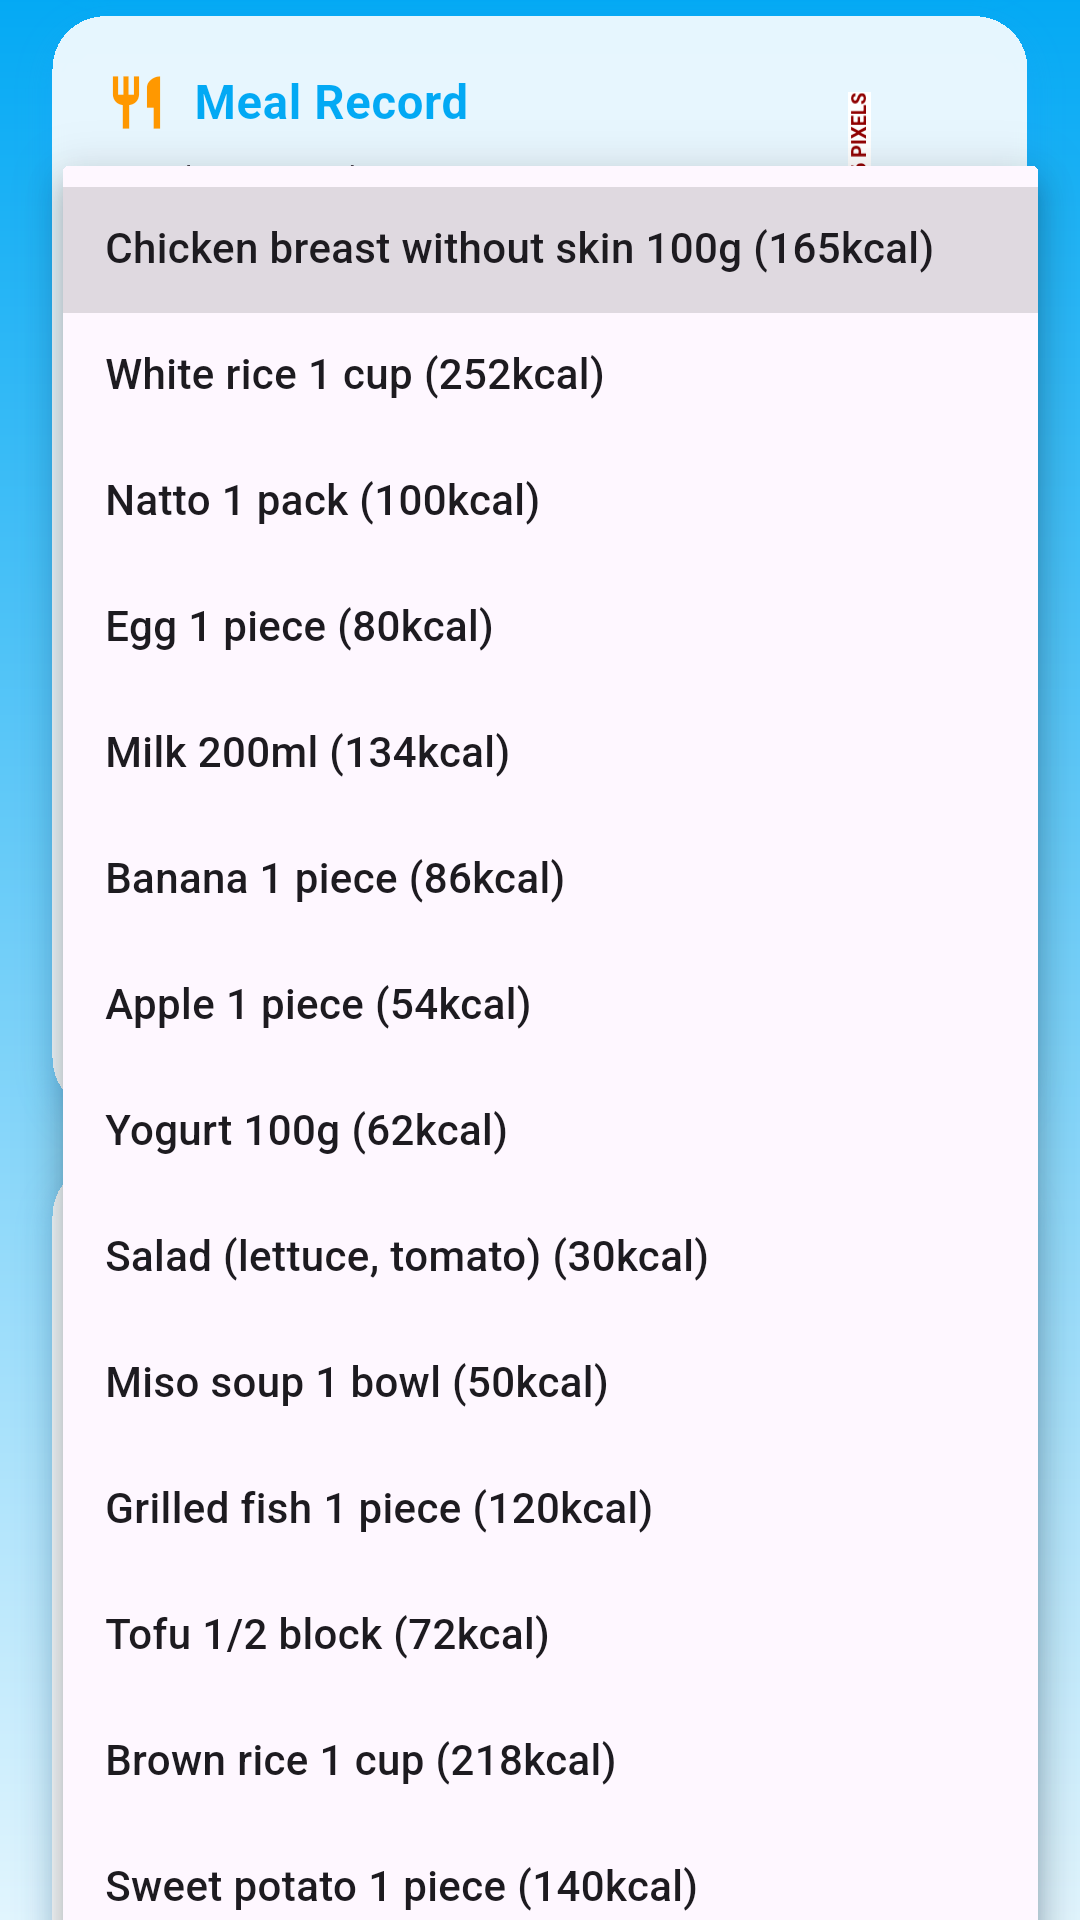 Meal Record
PIXELS
Chicken breast without skin 100g (165kcal)
White rice 1 cup (252kcal)
Natto 1 pack (100kcal)
Egg 1 piece (80kcal)
Milk 200ml (134kcal)
Banana 1 piece (86kcal)
Apple 1 piece (54kcal)
Yogurt 100g (62kcal)
Salad (lettuce, tomato) (30kcal)
Miso soup 1 bowl (50kcal)
Grilled fish 1 piece (120kcal)
Tofu 1/2 block (72kcal)
Brown rice 1 cup (218kcal)
Sweet potato 1 piece (140kcal)